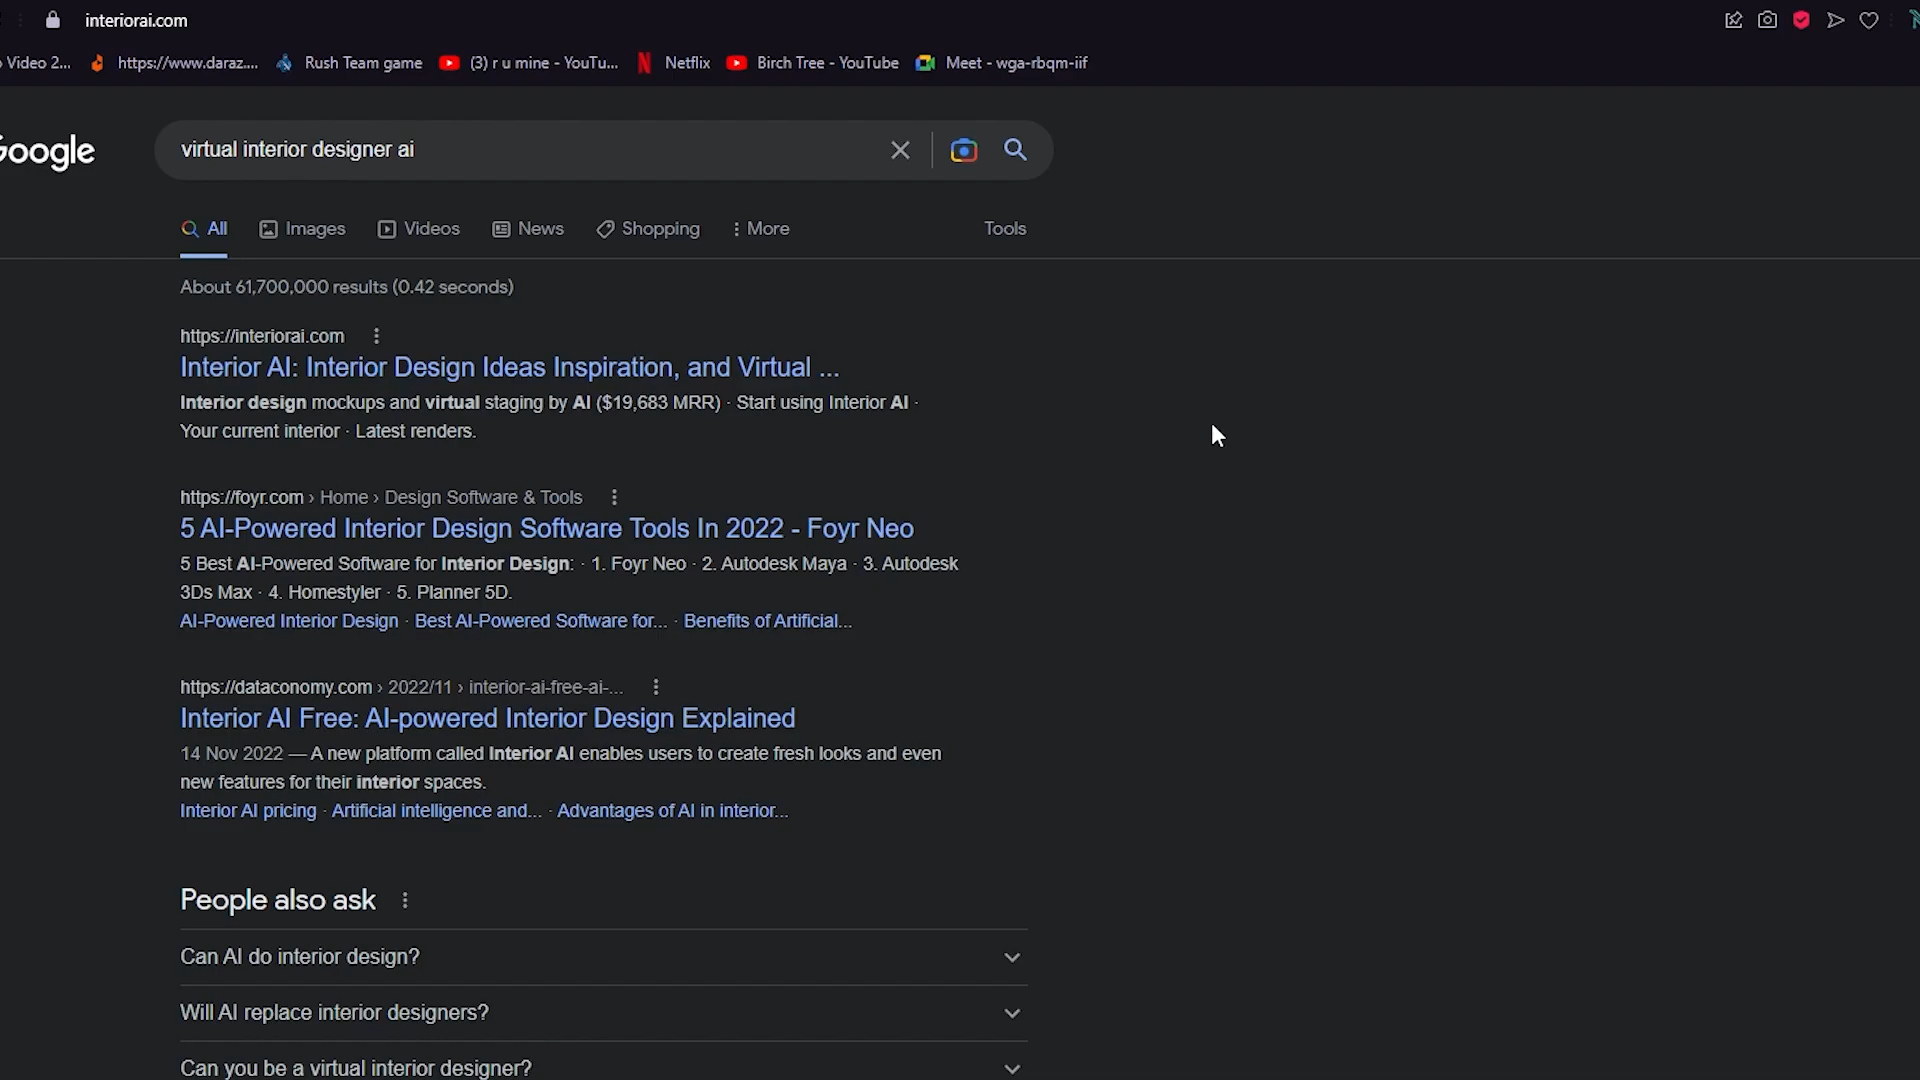 interiorai.com
Video 2... https://www.daraz.... Rush Team game (3) r u mine - YouTu... Netflix Birch Tree - YouTube Meet - wga-rbqm-iif
Google virtual interior designer ai
All Images Videos News Shopping More Tools
About 61,700,000 results (0.42 seconds)
https://interiorai.com
Interior AI: Interior Design Ideas Inspiration, and Virtual ...
Interior design mockups and virtual staging by AI ($19,683 MRR) · Start using Interior AI ·
Your current interior · Latest renders.
https://foyr.com › Home › Design Software & Tools
5 AI-Powered Interior Design Software Tools In 2022 - Foyr Neo
5 Best AI-Powered Software for Interior Design: · 1. Foyr Neo · 2. Autodesk Maya · 3. Autodesk
3Ds Max · 4. Homestyler · 5. Planner 5D.
AI-Powered Interior Design · Best AI-Powered Software for... · Benefits of Artificial...
https://dataconomy.com › 2022/11 › interior-ai-free-ai-...
Interior AI Free: AI-powered Interior Design Explained
14 Nov 2022 — A new platform called Interior AI enables users to create fresh looks and even
new features for their interior spaces.
Interior AI pricing · Artificial intelligence and... · Advantages of AI in interior...
People also ask
Can AI do interior design?
Will AI replace interior designers?
Can you be a virtual interior designer?